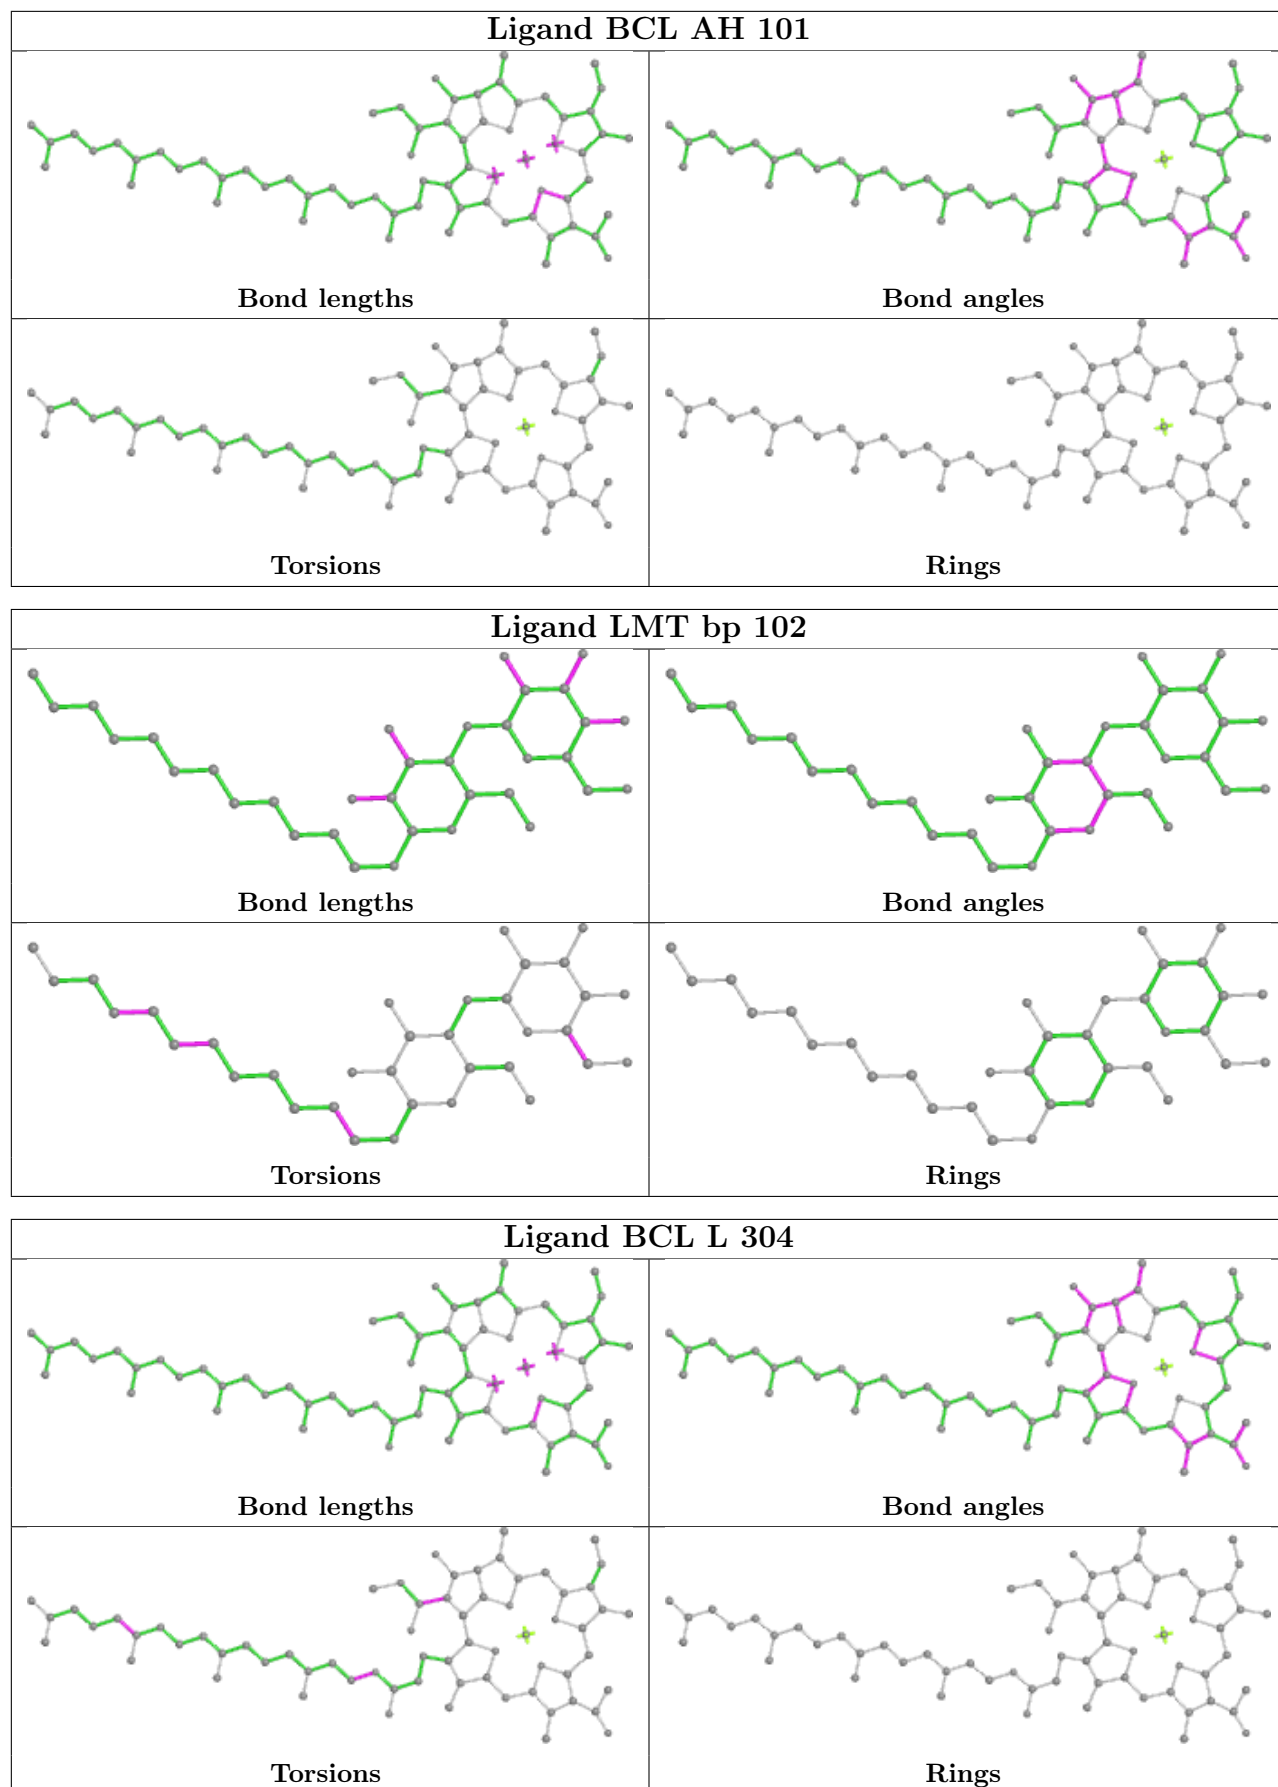 Ligand BCL AH 101
Bond lengths
Bond angles
Torsions
Rings
Ligand LMT bp 102
Bond lengths
Bond angles
Torsions
Rings
Ligand BCL L 304
Bond lengths
Bond angles
Torsions
Rings